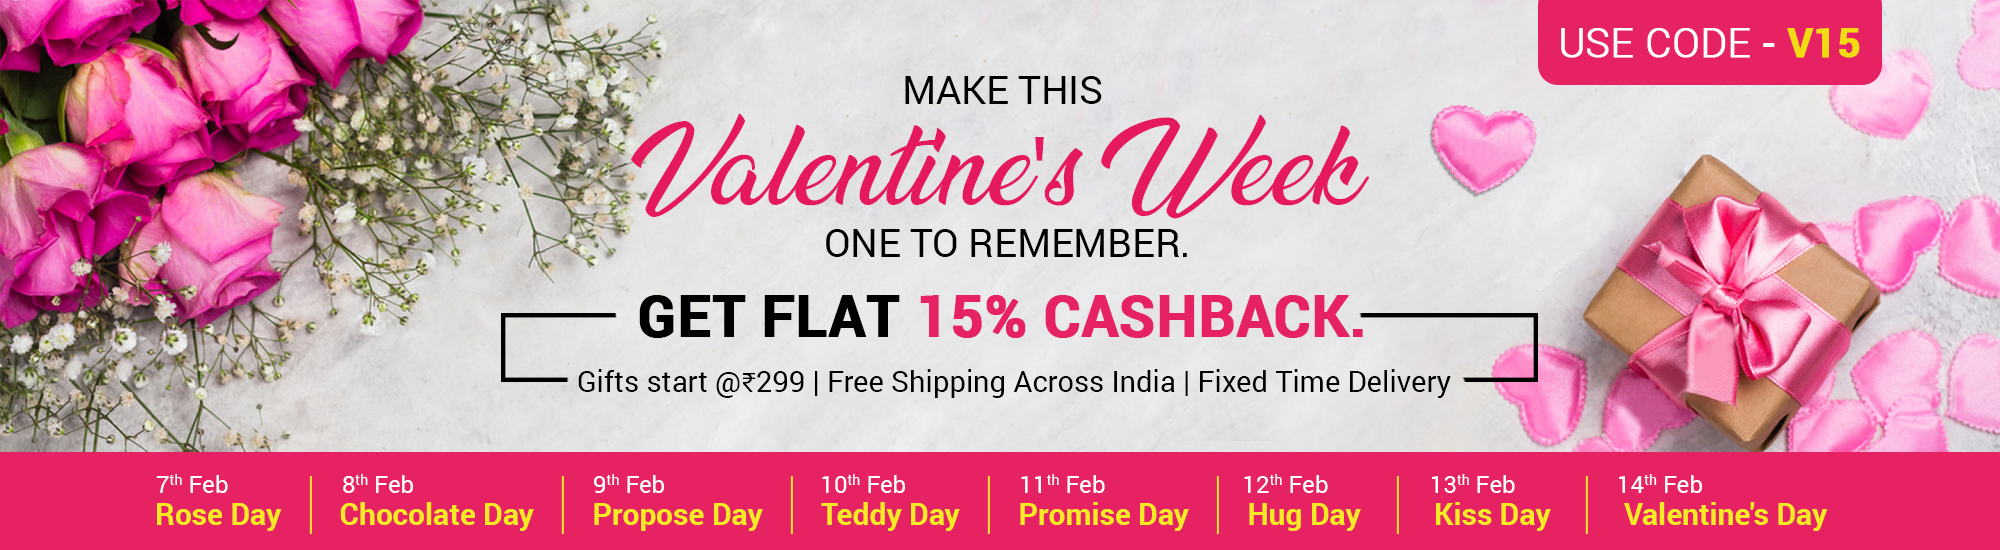 USE CODE - V15
MAKE THIS
Valentine's Week
ONE TO REMEMBER.
GET FLAT 15% CASHBACK.
Gifts start @₹299 | Free Shipping Across India | Fixed Time Delivery
7th Feb
Rose Day
8th Feb
Chocolate Day
9th Feb
Propose Day
10th Feb
Teddy Day
11th Feb
Promise Day
12th Feb
Hug Day
13th Feb
Kiss Day
14th Feb
Valentine's Day